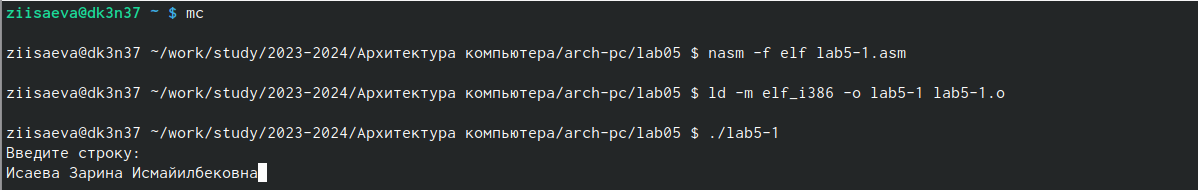 ziisaeva@dk3n37 ~ $ mc
ziisaeva@dk3n37 ~/work/study/2023-2024/Архитектура компьютера/arch-pc/lab05 $ nasm -f elf lab5-1.asm
ziisaeva@dk3n37 ~/work/study/2023-2024/Архитектура компьютера/arch-pc/lab05 $ ld -m elf_i386 -o lab5-1 lab5-1.o
ziisaeva@dk3n37 ~/work/study/2023-2024/Архитектура компьютера/arch-pc/lab05 $ ./lab5-1
Введите строку:
Исаева Зарина Исмайилбековна